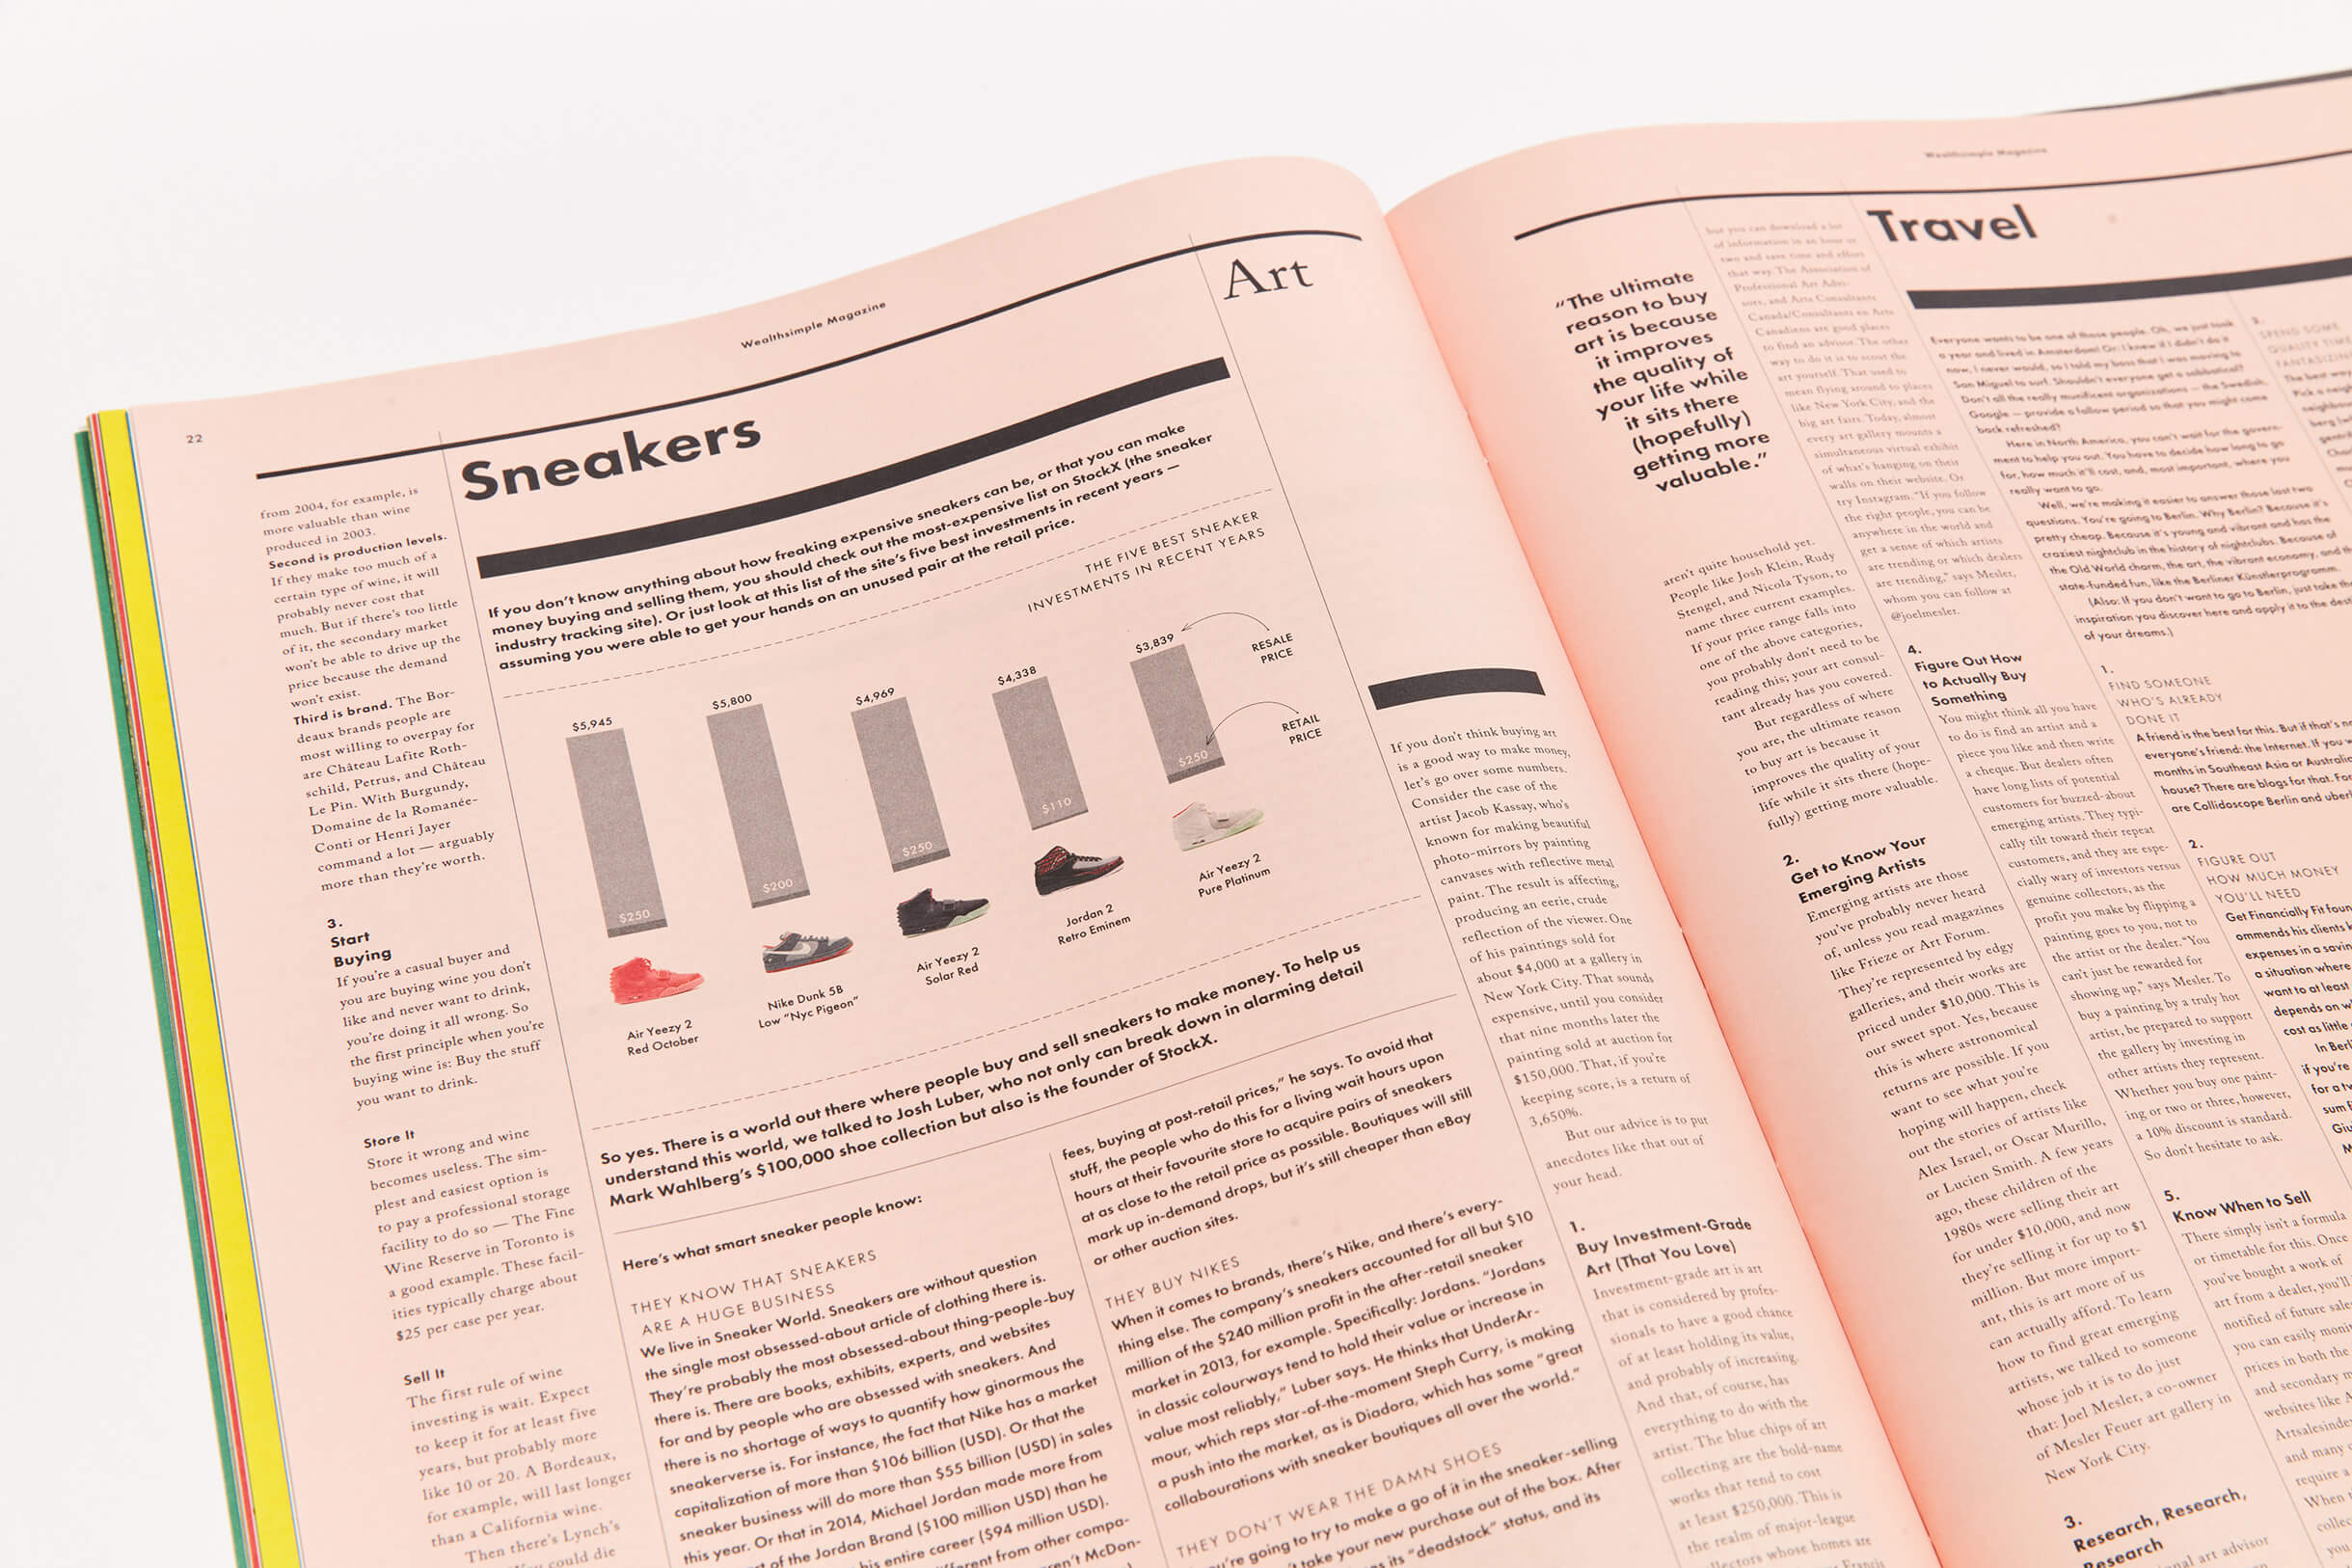 22
Wealthsimple Magazine
from 2004, for example, is
more valuable than wine
produced in 2003.
Second is production levels.
If they make too much of a
certain type of wine, it will
probably never cost that
much. But if there's too little
of it, the secondary market
won't be able to drive up the
price because the demand
won't exist.
Third is brand. The Bor-
deaux brands people are
most willing to overpay for
are Château Lafite Roth-
schild, Petrus, and Château
Le Pin. With Burgundy,
Domaine de la Romanée-
Conti or Henri Jayer
command a lot — arguably
more than they're worth.
3.
Start
Buying
If you're a casual buyer and
you are buying wine you don't
like and never want to drink,
you're doing it all wrong. So
the first principle when you're
buying wine is: Buy the stuff
you want to drink.
Store It
Store it wrong and wine
becomes useless. The sim-
plest and easiest option is
to pay a professional storage
facility to do so — The Fine
Wine Reserve in Toronto is
a good example. These facil-
ities typically charge about
$25 per case per year.
Sell It
The first rule of wine
investing is wait. Expect
to keep it for at least five
years, but probably more
like 10 or 20. A Bordeaux,
for example, will last longer
than a California wine.
Then there's Lynch's
could die
Sneakers
If you don't know anything about how freaking expensive sneakers can be, or that you can make
money buying and selling them, you should check out the most-expensive list on StockX (the sneaker
industry tracking site). Or just look at this list of the site's five best investments in recent years —
assuming you were able to get your hands on an unused pair at the retail price.
THE FIVE BEST SNEAKER
INVESTMENTS IN RECENT YEARS
$5,945
$5,800
$4,969
$4,338
$3,839
RESALE
PRICE
RETAIL
PRICE
$250
$200
$250
$110
$250
Air Yeezy 2
Red October
Nike Dunk SB
Low "Nyc Pigeon"
Air Yeezy 2
Solar Red
Jordan 2
Retro Eminem
Air Yeezy 2
Pure Platinum
So yes. There is a world out there where people buy and sell sneakers to make money. To help us
understand this world, we talked to Josh Luber, who not only can break down in alarming detail
Mark Wahlberg's $100,000 shoe collection but also is the founder of StockX.
Here's what smart sneaker people know:
THEY KNOW THAT SNEAKERS
ARE A HUGE BUSINESS
We live in Sneaker World. Sneakers are without question
the single most obsessed-about article of clothing there is.
They're probably the most obsessed-about thing-people-buy
there is. There are books, exhibits, experts, and websites
for and by people who are obsessed with sneakers. And
there is no shortage of ways to quantify how ginormous the
sneakerverse is. For instance, the fact that Nike has a market
capitalization of more than $106 billion (USD). Or that the
sneaker business will do more than $55 billion (USD) in sales
this year. Or that in 2014, Michael Jordan made more from
of the Jordan Brand ($100 million USD) than he
his entire career ($94 million USD).
from other compa-
McDon-
fees, buying at post-retail prices," he says. To avoid that
stuff, the people who do this for a living wait hours upon
hours at their favourite store to acquire pairs of sneakers
at as close to the retail price as possible. Boutiques will still
mark up in-demand drops, but it's still cheaper than eBay
or other auction sites.
THEY BUY NIKES
When it comes to brands, there's Nike, and there's every-
thing else. The company's sneakers accounted for all but $10
million of the $240 million profit in the after-retail sneaker
market in 2013, for example. Specifically: Jordans. "Jordans
in classic colourways tend to hold their value or increase in
value most reliably," Luber says. He thinks that UnderAr-
mour, which reps star-of-the-moment Steph Curry, is making
a push into the market, as is Diadora, which has some "great
collabourations with sneaker boutiques all over the world."
THEY DON'T WEAR THE DAMN SHOES
going to try to make a go of it in the sneaker-selling
take your new purchase out of the box. After
its "deadstock" status, and its
Art
If you don't think buying art
is a good way to make money,
let's go over some numbers.
Consider the case of the
artist Jacob Kassay, who's
known for making beautiful
photo-mirrors by painting
canvases with reflective metal
paint. The result is affecting,
producing an eerie, crude
reflection of the viewer. One
of his paintings sold for
about $4,000 at a gallery in
New York City. That sounds
expensive, until you consider
that nine months later the
painting sold at auction for
$150,000. That, if you're
keeping score, is a return of
3,650%.
But our advice is to put
anecdotes like that out of
your head.
1.
Buy Investment-Grade
Art (That You Love)
Investment-grade art is art
that is considered by profes-
sionals to have a good chance
of at least holding its value,
and probably of increasing.
And that, of course, has
everything to do with the
artist. The blue chips of art
collecting are the bold-name
works that tend to cost
at least $250,000. This is
the realm of major-league
collectors whose homes are
Wealthsimple Magazine
"The ultimate
reason to buy
art is because
it improves
the quality of
your life while
it sits there
(hopefully)
getting more
valuable."
aren't quite household yet.
People like Josh Klein, Rudy
Stengel, and Nicola Tyson, to
name three current examples.
If your price range falls into
one of the above categories,
you probably don't need to be
reading this; your art consul-
tant already has you covered.
But regardless of where
you are, the ultimate reason
to buy art is because it
improves the quality of your
life while it sits there (hope-
fully) getting more valuable.
2.
Get to Know Your
Emerging Artists
Emerging artists are those
you've probably never heard
of, unless you read magazines
like Frieze or Art Forum.
They're represented by edgy
galleries, and their works are
priced under $10,000. This is
our sweet spot. Yes, because
this is where astronomical
returns are possible. If you
want to see what you're
hoping will happen, check
out the stories of artists like
Alex Israel, or Oscar Murillo,
or Lucien Smith. A few years
ago, these children of the
1980s were selling their art
for under $10,000, and now
they're selling it for up to $1
million. But more import-
ant, this is art more of us
can actually afford. To learn
how to find great emerging
artists, we talked to someone
whose job it is to do just
that: Joel Mesler, a co-owner
of Mesler Feuer art gallery in
New York City.
3.
Research, Research,
Research
but you can download a lot
of information in an hour or
two and save time and effort
that way. The Association of
Professional Art Advi-
sors, and Arts Consultants
Canada/Consultants en Arts
Canadiens are good places
to find an advisor. The other
way to do it is to scout the
art yourself. That used to
mean flying around to places
like New York City, and the
big art fairs. Today, almost
every art gallery mounts a
simultaneous virtual exhibit
of what's hanging on their
walls on their website. Or
try Instagram. "If you follow
the right people, you can be
anywhere in the world and
get a sense of which artists
are trending or which dealers
are trending," says Mesler,
whom you can follow at
@joelmesler.
4.
Figure Out How
to Actually Buy
Something
You might think all you have
to do is find an artist and a
piece you like and then write
a cheque. But dealers often
have long lists of potential
customers for buzzed-about
emerging artists. They typi-
cally tilt toward their repeat
customers, and they are espe-
cially wary of investors versus
genuine collectors, as the
profit you make by flipping a
painting goes to you, not to
the artist or the dealer. "You
can't just be rewarded for
showing up," says Mesler. To
buy a painting by a truly hot
artist, be prepared to support
the gallery by investing in
other artists they represent.
Whether you buy one paint-
ing or two or three, however,
a 10% discount is standard.
So don't hesitate to ask.
5.
Know When to Sell
There simply isn't a formula
or timetable for this. Once
you've bought a work of
art from a dealer, you'll
notified of future sales
you can easily
prices in both the
and secondary
websites like
Artsales
and many
require
When
Travel
Everyone wants to be one of those people. Oh, we just took
a year and lived in Amsterdam! Or: I knew if I didn't do it
now, I never would, so I told my boss that I was moving to
San Miguel to surf. Shouldn't everyone get a sabbatical?
Don't all the really munificent organizations — the Swedish,
Google — provide a fallow period so that you might come
back refreshed?
Here in North America, you can't wait for the govern-
ment to help you out. You have to decide how long to go
for, how much it'll cost, and, most important, where you
really want to go.
Well, we're making it easier to answer those last two
questions. You're going to Berlin. Why Berlin? Because it's
pretty cheap. Because it's young and vibrant and has the
craziest nightclub in the history of nightclubs. Because of
the Old World charm, the art, the vibrant economy, and
state-funded fun, like the Berliner Künstlerprogramm.
(Also: If you don't want to go to Berlin, just take
inspiration you discover here and apply it to the
of your dreams.)
1.
FIND SOMEONE
WHO'S ALREADY
DONE IT
A friend is the best for this. But if that's
everyone's friend: the Internet. If you
months in Southeast Asia or Australia
house? There are blogs for that. For
are Collidoscope Berlin and
2.
FIGURE OUT
HOW MUCH MONEY
YOU'LL NEED
Get Financially Fit
ommends his clients
expenses in a
a situation where
want to at least
depends on
cost as little
SPEND SOME
QUALITY TIME
The best way